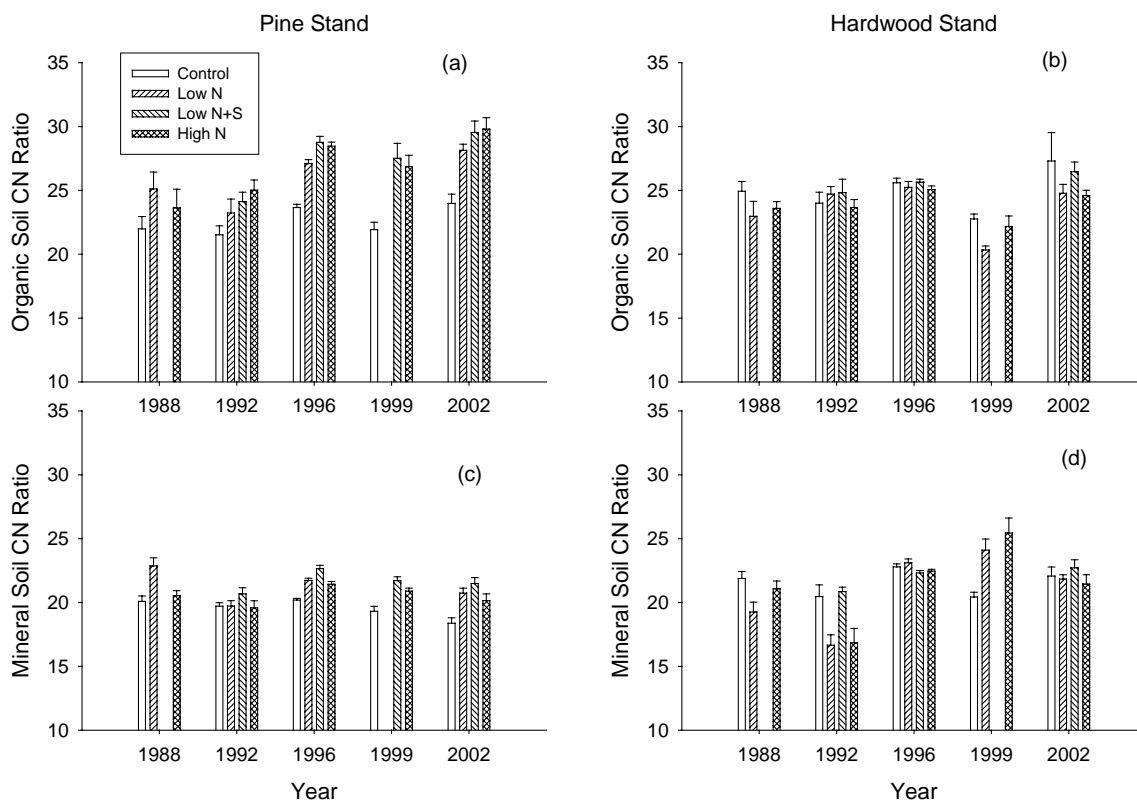 Pine Stand
Hardwood Stand
Organic Soil CN Ratio
35
30
25
20
15
10
Control
Low N
Low N+S
High N
(a)
1988 1992 1996 1999 2002
Organic Soil CN Ratio
35
30
25
20
15
10
(b)
1988 1992 1996 1999 2002
Mineral Soil CN Ratio
35
30
25
20
15
10
(c)
1988 1992 1996 1999 2002
Year
Mineral Soil CN Ratio
35
30
25
20
15
10
(d)
1988 1992 1996 1999 2002
Year